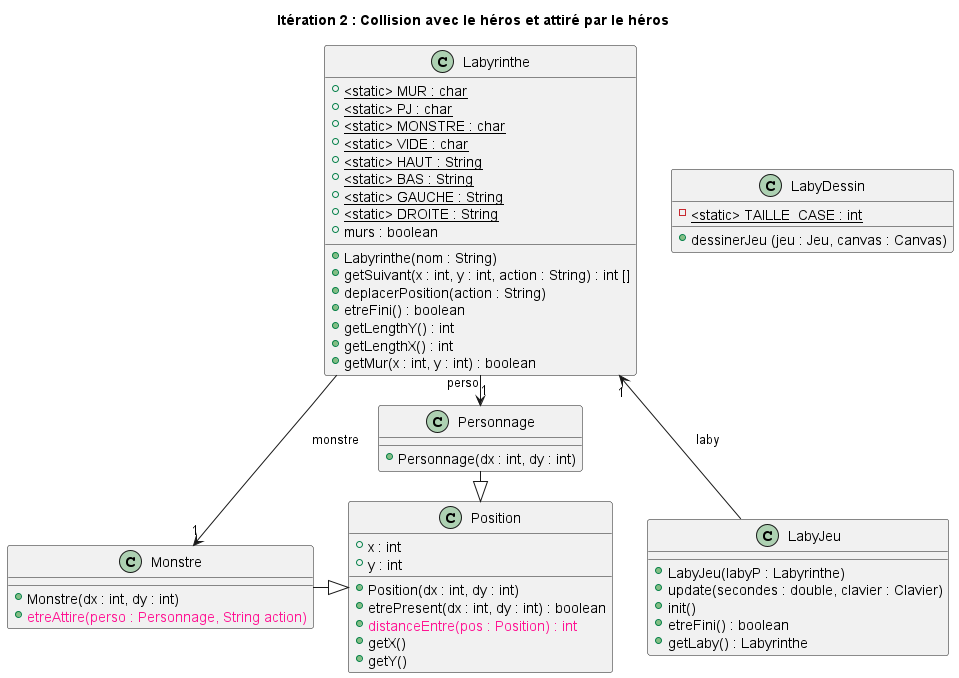 Itération 2 : Collision avec le héros et attiré par le héros
C Labyrinthe
<static> MUR : char
<static> PJ : char
<static> MONSTRE : char
<static> VIDE : char
<static> HAUT : String
<static> BAS : String
<static> GAUCHE : String
<static> DROITE : String
murs : boolean
Labyrinthe(nom : String)
getSuivant(x : int, y : int, action : String) : int []
deplacerPosition(action : String)
etreFini() : boolean
getLengthY() : int
getLengthX() : int
getMur(x : int, y : int) : boolean
C LabyDessin
<static> TAILLE_CASE : int
dessinerJeu (jeu : Jeu, canvas : Canvas)
perso
1
1
monstre
laby
1
C Personnage
Personnage(dx : int, dy : int)
C Position
x : int
y : int
Position(dx : int, dy : int)
etrePresent(dx : int, dy : int) : boolean
distanceEntre(pos : Position) : int
getX()
getY()
C Monstre
Monstre(dx : int, dy : int)
etreAttire(perso : Personnage, String action)
C LabyJeu
LabyJeu(labyP : Labyrinthe)
update(secondes : double, clavier : Clavier)
init()
etreFini() : boolean
getLaby() : Labyrinthe